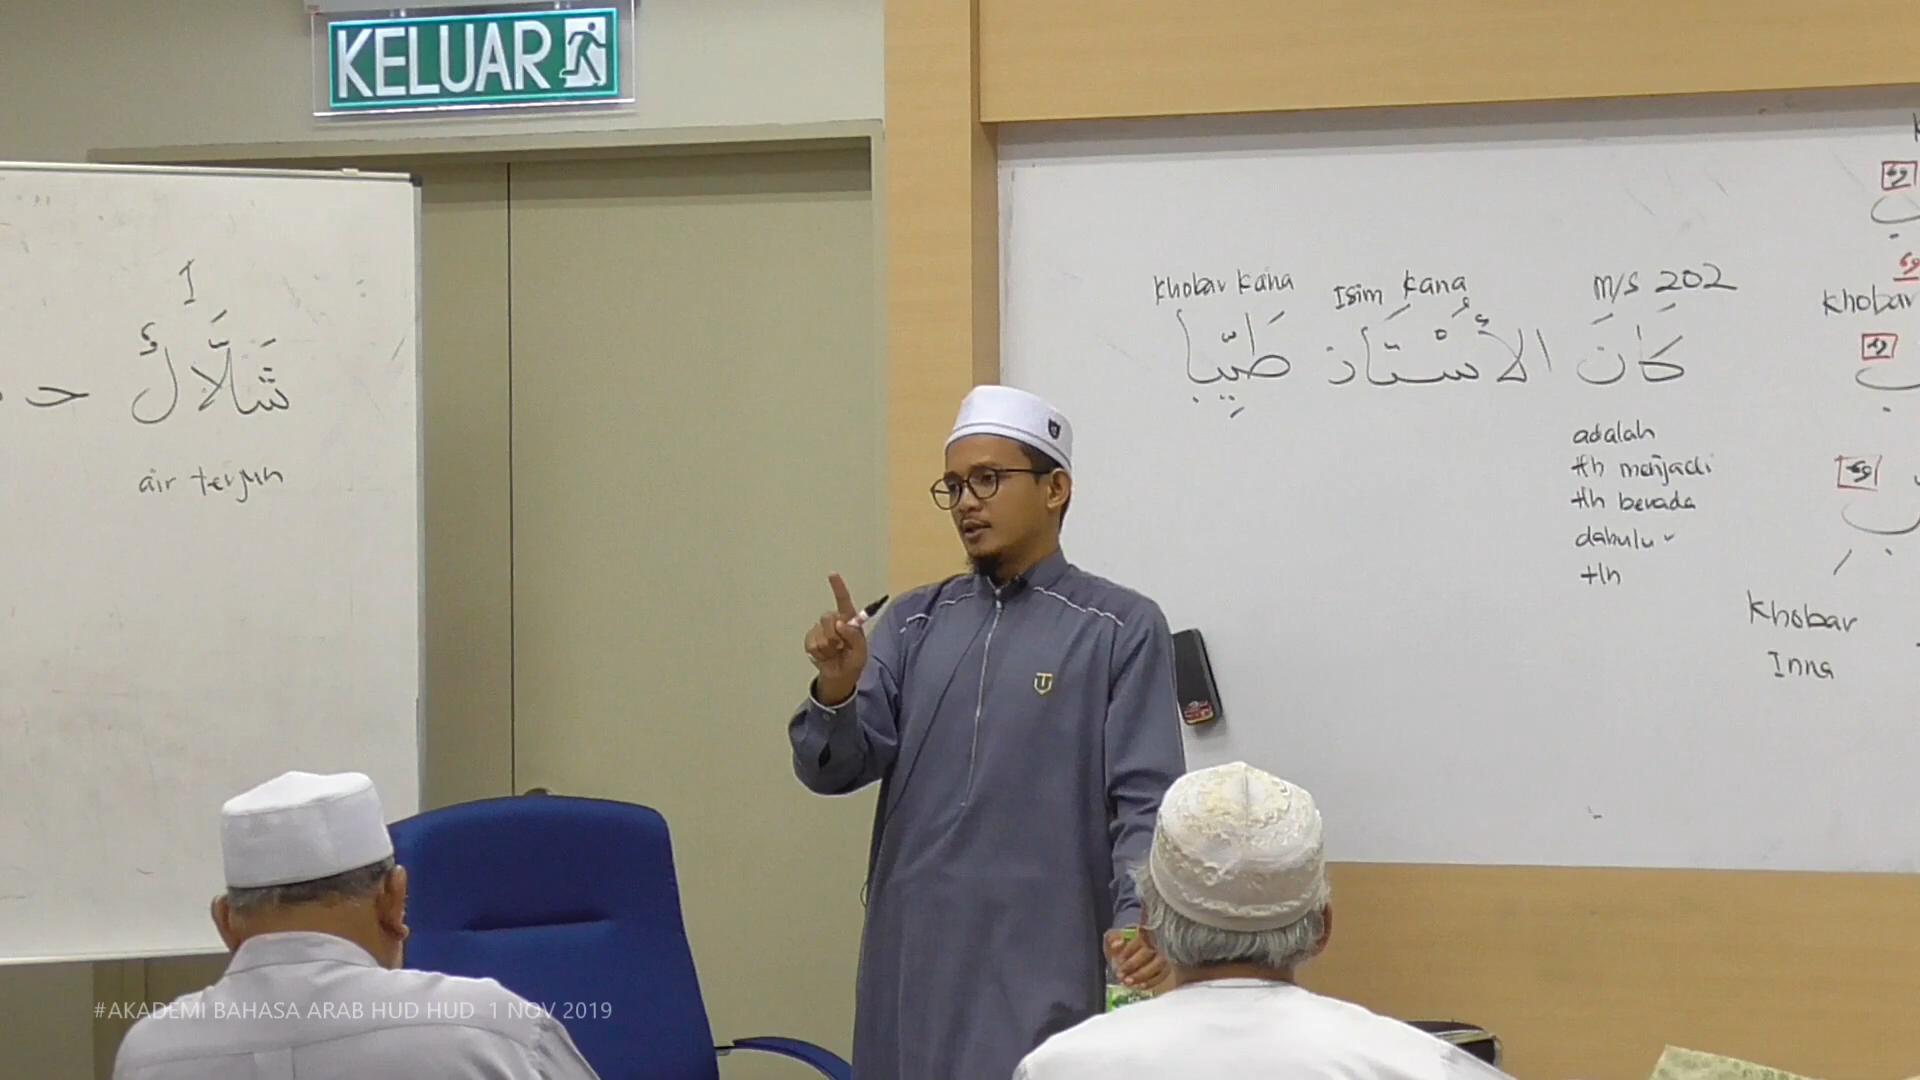 KELUAR
شَلَّالٌ
air terjun
Khobar Kana Isim Kana M/S 202
كَانَ الأُسْتَاذُ طَيِّبًا
adalah
tlh menjadi
tlh berada
dahulu
tlh
Khobar
Khobar
Inna
#AKADEMI BAHASA ARAB HUD HUD 1 NOV 2019